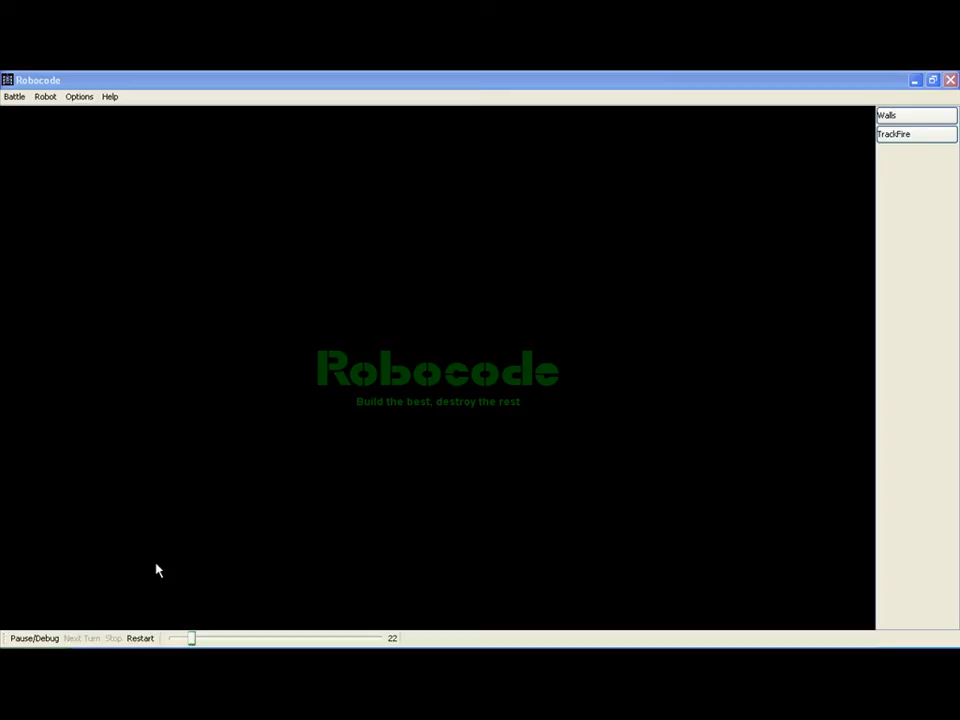 Robocode
Battle Robot Options Help
Walls
TrackFire
Robocode
Build the best, destroy the rest
Pause/Debug Next Turn Stop Restart 22